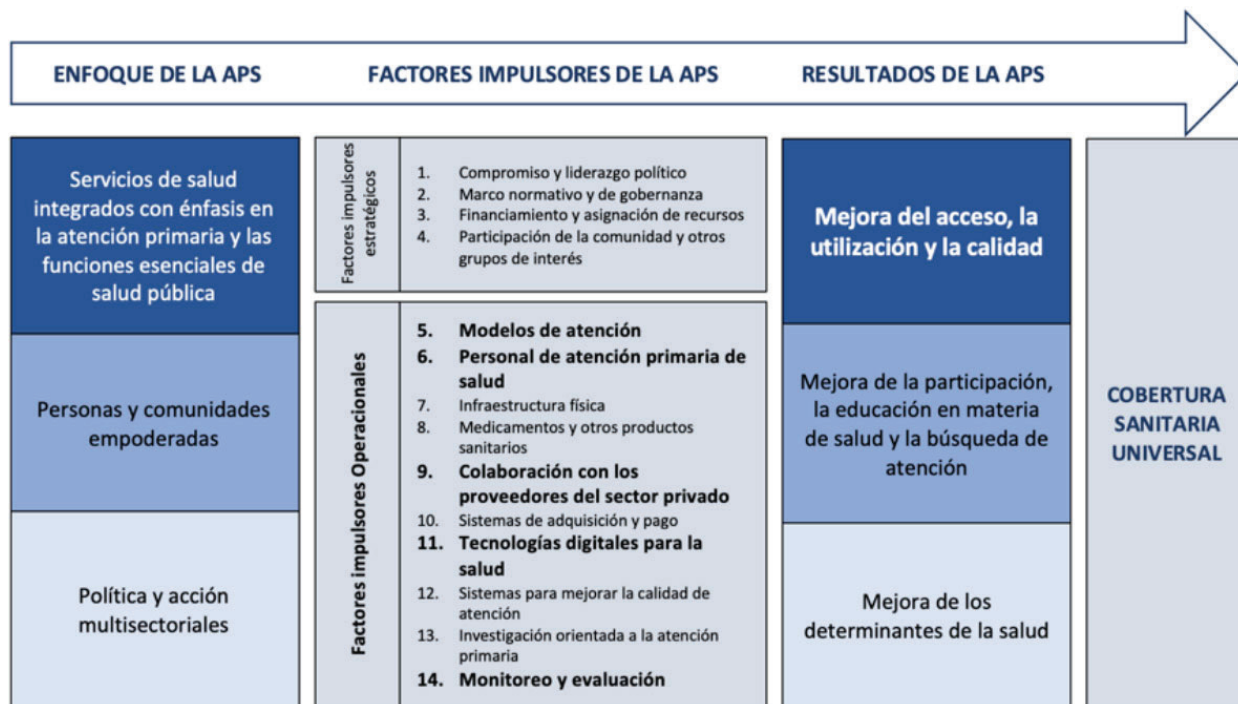 ENFOQUE DE LA APS
FACTORES IMPULSORES DE LA APS
RESULTADOS DE LA APS
Servicios de salud
integrados con énfasis en
la atención primaria y las
funciones esenciales de
salud pública
Personas y comunidades
empoderadas
Política y acción
multisectoriales
Factores impulsores
estratégicos
1. Compromiso y liderazgo político
2. Marco normativo y de gobernanza
3. Financiamiento y asignación de recursos
4. Participación de la comunidad y otros
grupos de interés
Factores impulsores Operacionales
5. Modelos de atención
6. Personal de atención primaria de
salud
7. Infraestructura física
8. Medicamentos y otros productos
sanitarios
9. Colaboración con los
proveedores del sector privado
10. Sistemas de adquisición y pago
11. Tecnologías digitales para la
salud
12. Sistemas para mejorar la calidad de
atención
13. Investigación orientada a la atención
primaria
14. Monitoreo y evaluación
Mejora del acceso, la
utilización y la calidad
Mejora de la participación,
la educación en materia
de salud y la búsqueda de
atención
Mejora de los
determinantes de la salud
COBERTURA
SANITARIA
UNIVERSAL